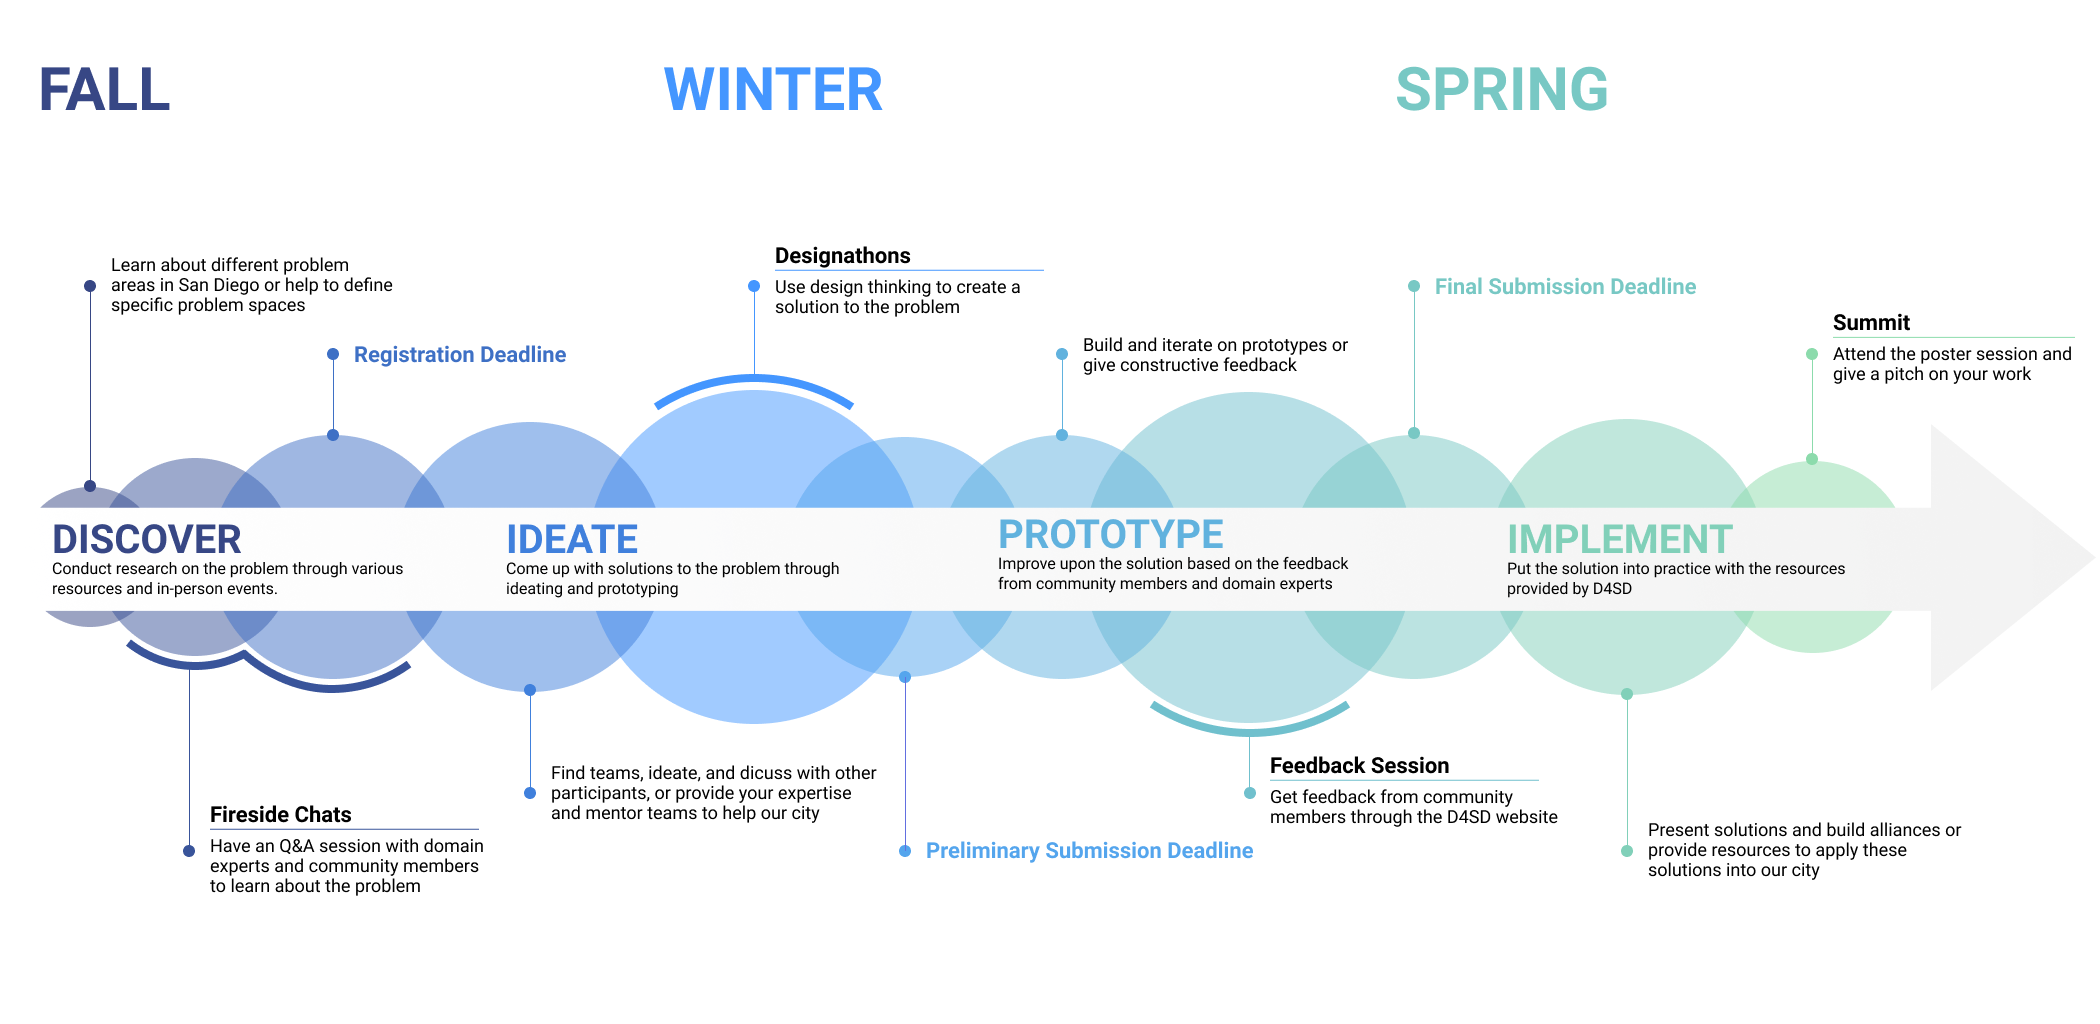 FALL
WINTER
SPRING
Learn about different problem
areas in San Diego or help to define
specific problem spaces
Registration Deadline
Designathons
Use design thinking to create a
solution to the problem
Build and iterate on prototypes or
give constructive feedback
Final Submission Deadline
Summit
Attend the poster session and
give a pitch on your work
DISCOVER
Conduct research on the problem through various
resources and in-person events.
IDEATE
Come up with solutions to the problem through
ideating and prototyping
PROTOTYPE
Improve upon the solution based on the feedback
from community members and domain experts
IMPLEMENT
Put the solution into practice with the resources
provided by D4SD
Fireside Chats
Have an Q&A session with domain
experts and community members
to learn about the problem
Find teams, ideate, and dicuss with other
participants, or provide your expertise
and mentor teams to help our city
Preliminary Submission Deadline
Feedback Session
Get feedback from community
members through the D4SD website
Present solutions and build alliances or
provide resources to apply these
solutions into our city